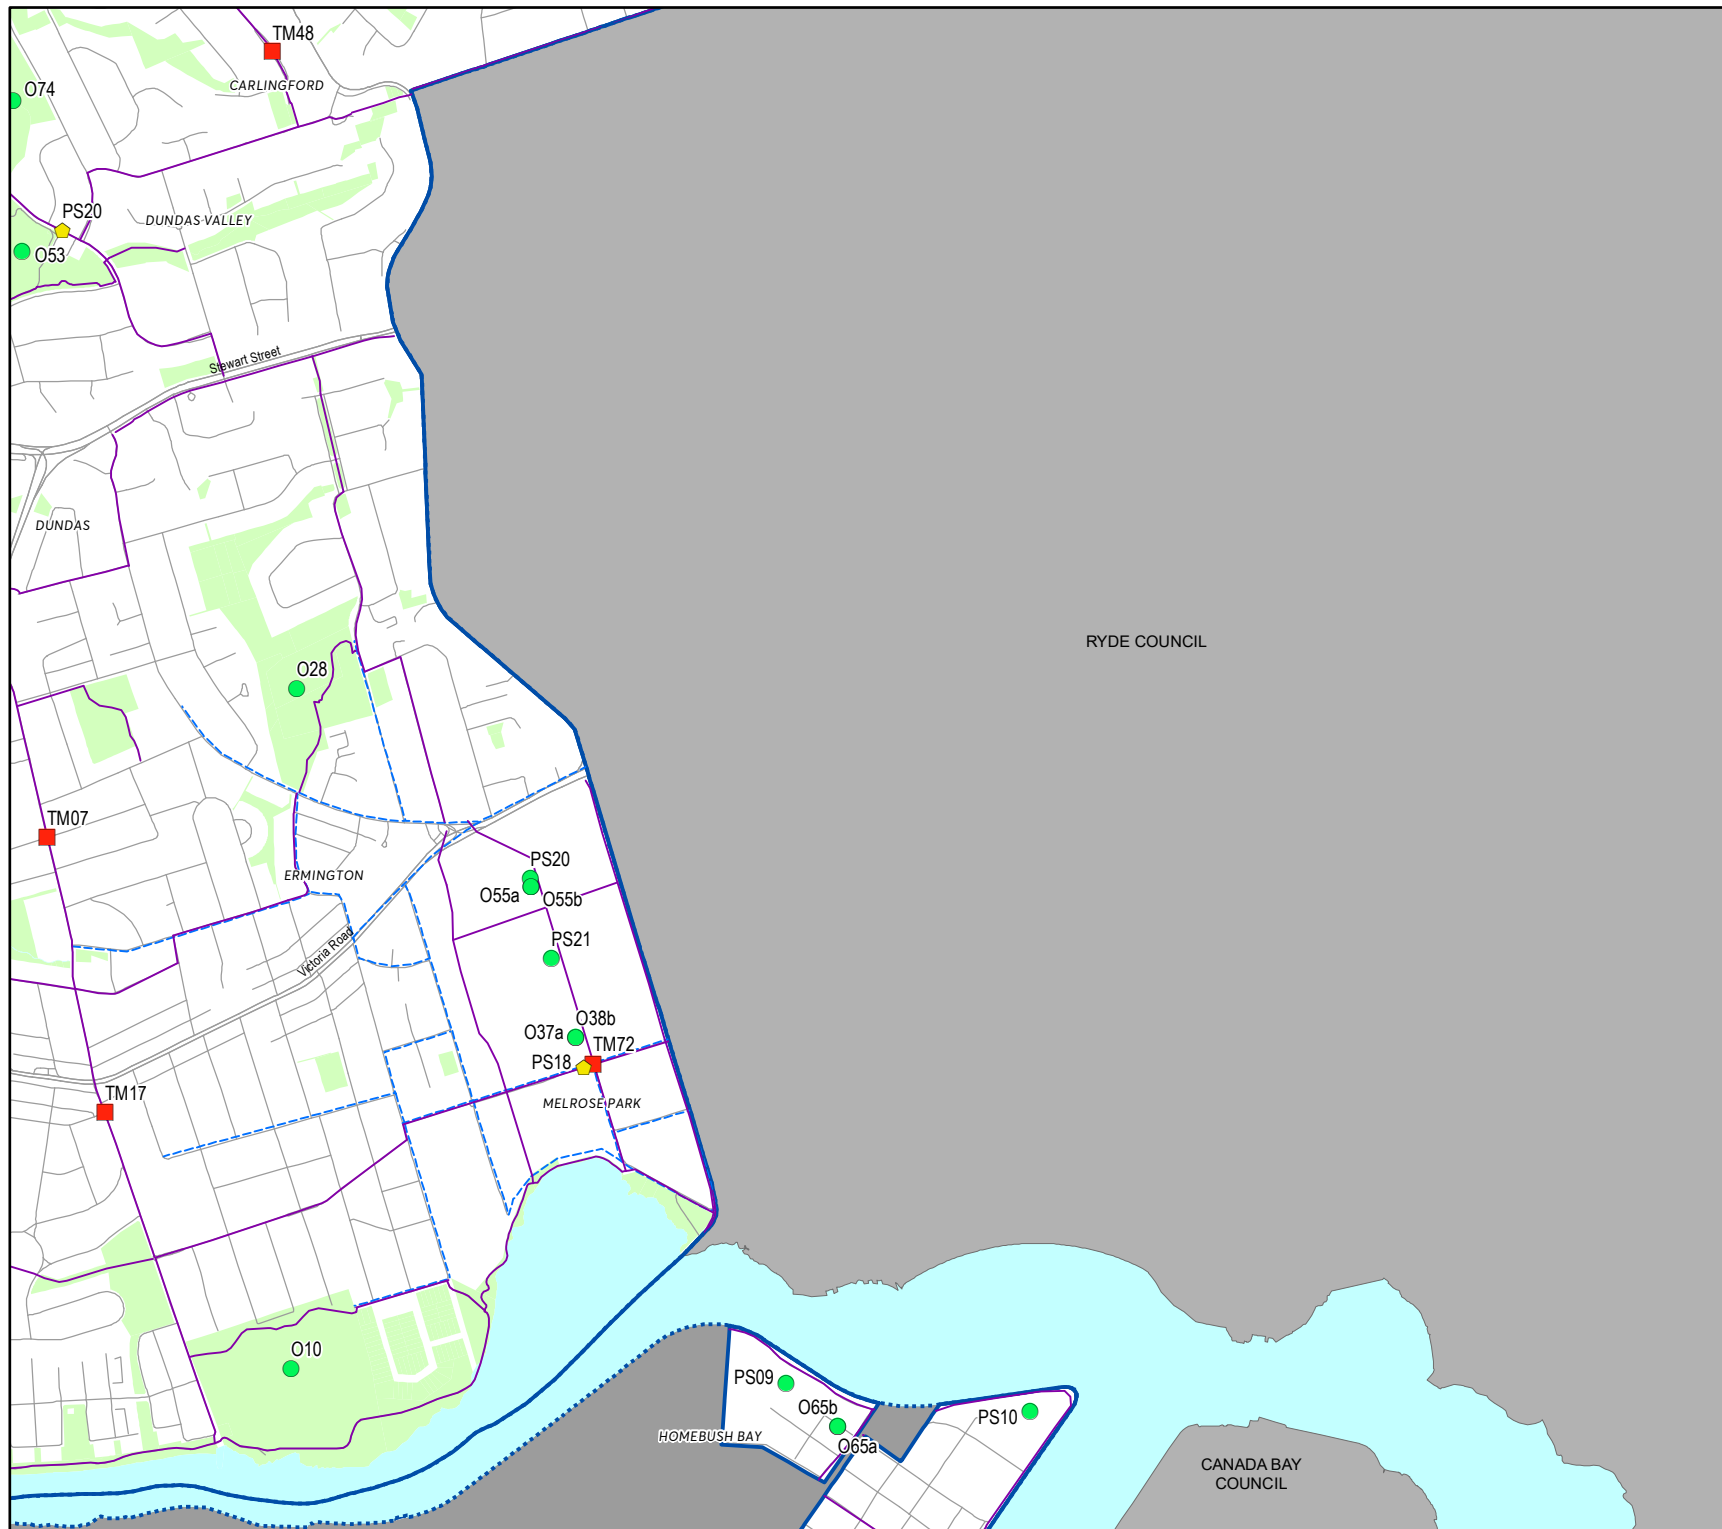 TM48
CARLINGFORD
O74
PS20
DUNDAS VALLEY
O53
Stewart Street
DUNDAS
RYDE COUNCIL
O28
TM07
PS20
ERMINGTON
O55a
O55b
Victoria Road
PS21
O38b
O37a
TM72
PS18
TM17
MELROSE PARK
O10
PS09
O65b
PS10
HOMEBUSH BAY
O65a
CANADA BAY
COUNCIL